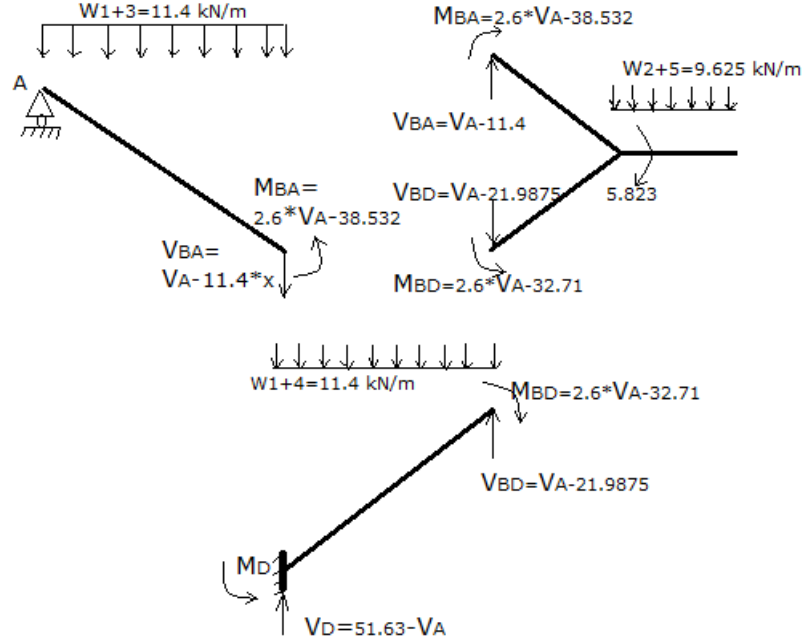 W1+3=11.4 kN/m
A
MBA=
2.6*VA-38.532
VBA=
VA-11.4*x
MBA=2.6*VA-38.532
W2+5=9.625 kN/m
VBA=VA-11.4
VBD=VA-21.9875
5.823
MBD=2.6*VA-32.71
W1+4=11.4 kN/m
MBD=2.6*VA-32.71
VBD=VA-21.9875
MD
VD=51.63-VA